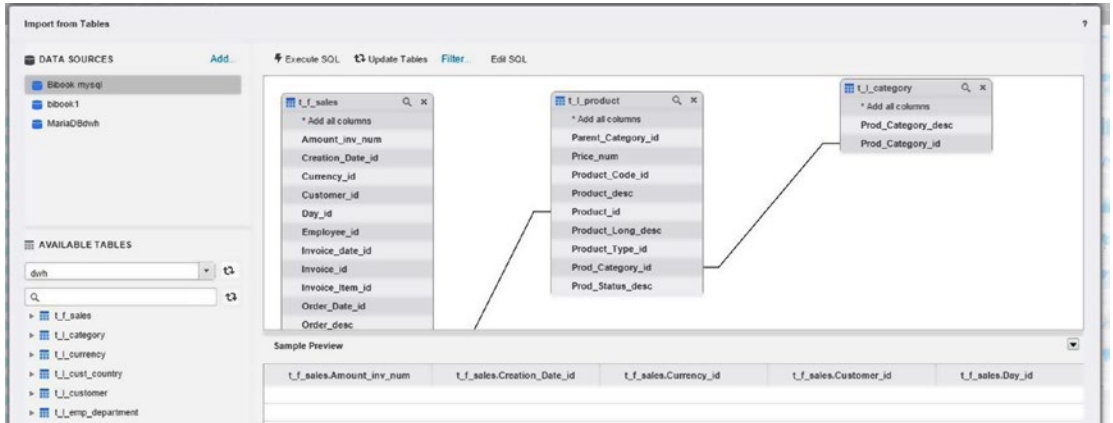 Import from Tables ?
DATA SOURCES Add...
Bibook mysql
bibook1
MariaDBdwh
AVAILABLE TABLES
dwh
t_f_sales
t_l_category
t_l_currency
t_l_cust_country
t_l_customer
t_l_emp_department
Execute SQL Update Tables Filter... Edit SQL
t_f_sales
* Add all columns
Amount_inv_num
Creation_Date_id
Currency_id
Customer_id
Day_id
Employee_id
Invoice_date_id
Invoice_id
Invoice_Item_id
Order_Date_id
Order_desc
t_l_product
* Add all columns
Parent_Category_id
Price_num
Product_Code_id
Product_desc
Product_id
Product_Long_desc
Product_Type_id
Prod_Category_id
Prod_Status_desc
t_l_category
* Add all columns
Prod_Category_desc
Prod_Category_id
Sample Preview
t_f_sales.Amount_inv_num t_f_sales.Creation_Date_id t_f_sales.Currency_id t_f_sales.Customer_id t_f_sales.Day_id